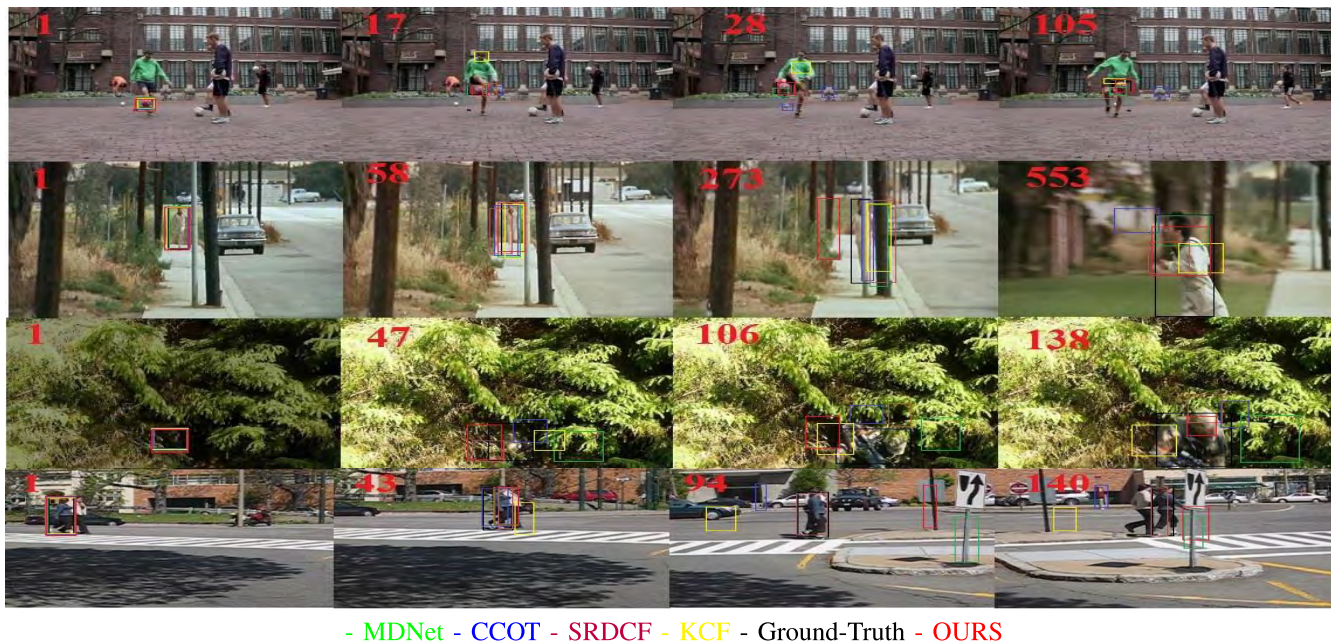 1 17 28 105
1 58 273 553
1 47 106 138
1 43 94 140
- MDNet - CCOT - SRDCF - KCF - Ground-Truth - OURS